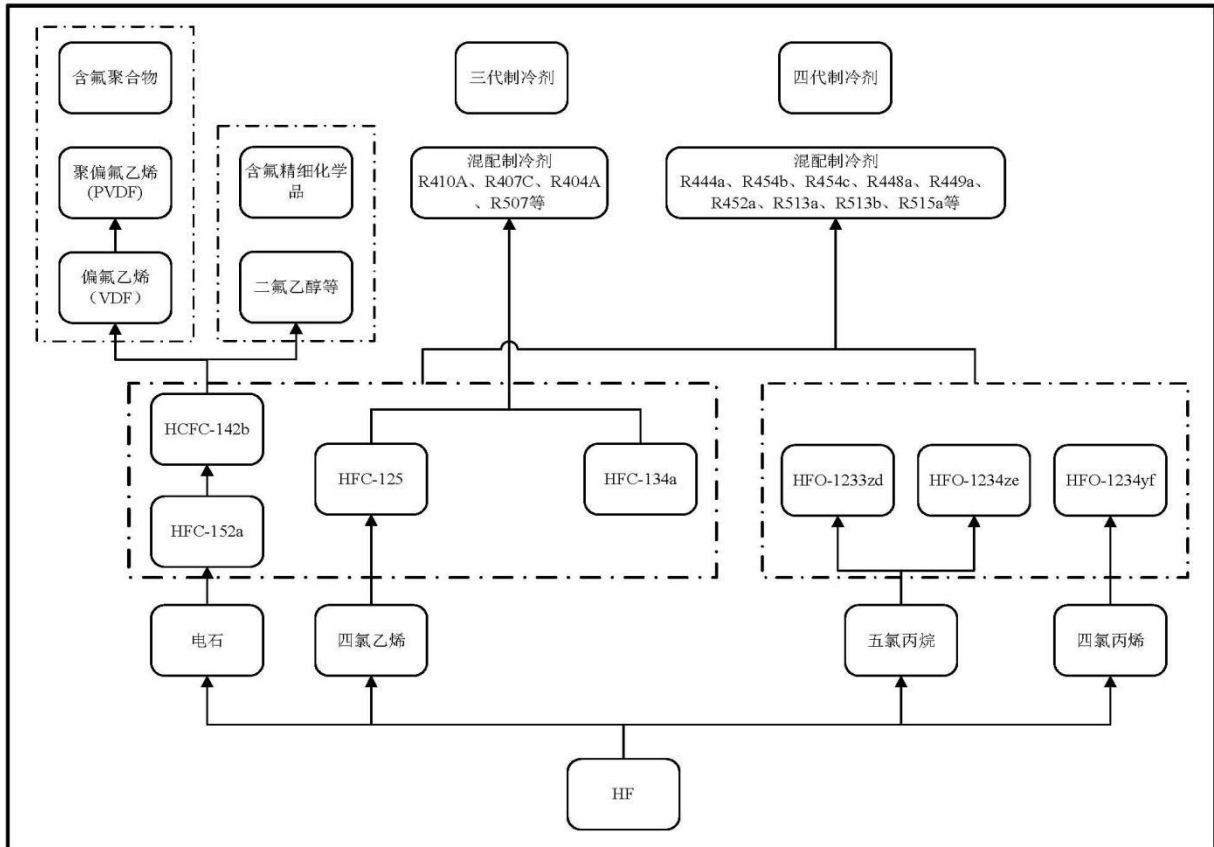 含氟聚合物
三代制冷剂
四代制冷剂
聚偏氟乙烯
(PVDF)
含氟精细化学
品
混配制冷剂
R410A、R407C、R404A
、R507等
混配制冷剂
R444a、R454b、R454c、R448a、R449a、
R452a、R513a、R513b、R515a等
偏氟乙烯
（VDF）
二氟乙醇等
HCFC-142b
HFC-125
HFC-134a
HFO-1233zd
HFO-1234ze
HFO-1234yf
HFC-152a
电石
四氯乙烯
五氯丙烷
四氯丙烯
HF